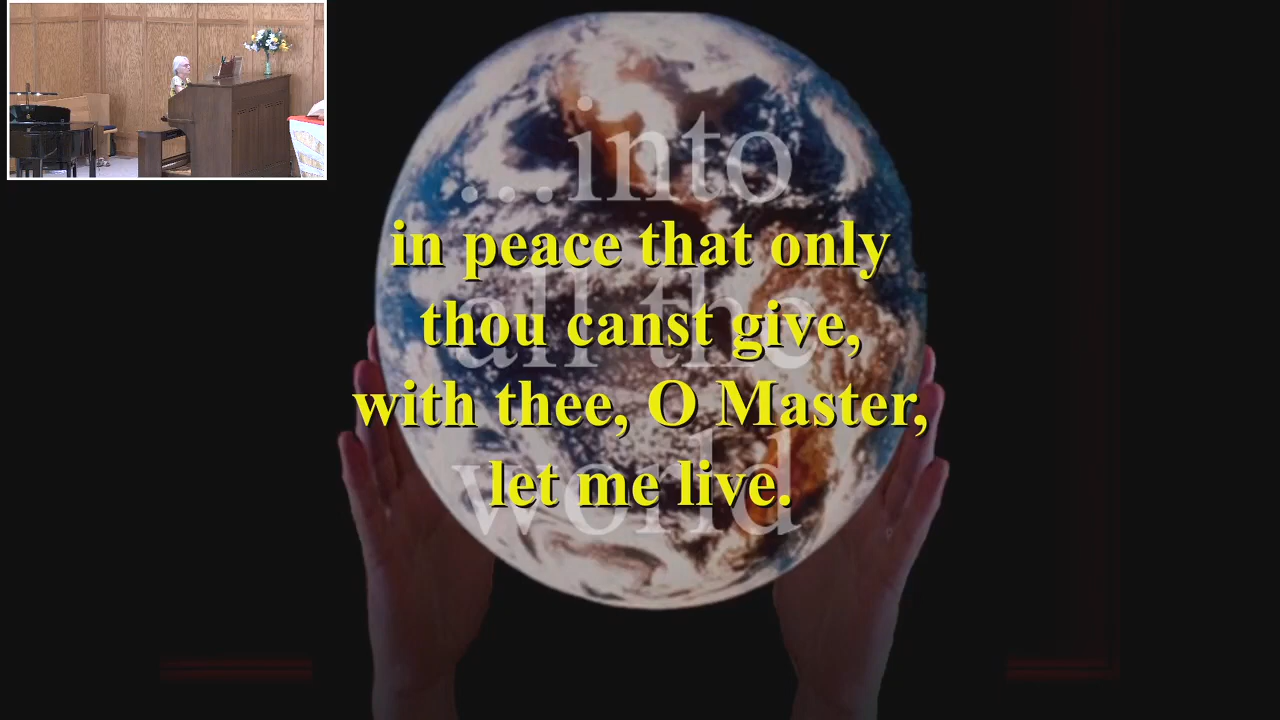 ...into
in peace that only
all the
thou canst give,
with thee, O Master,
world
let me live.